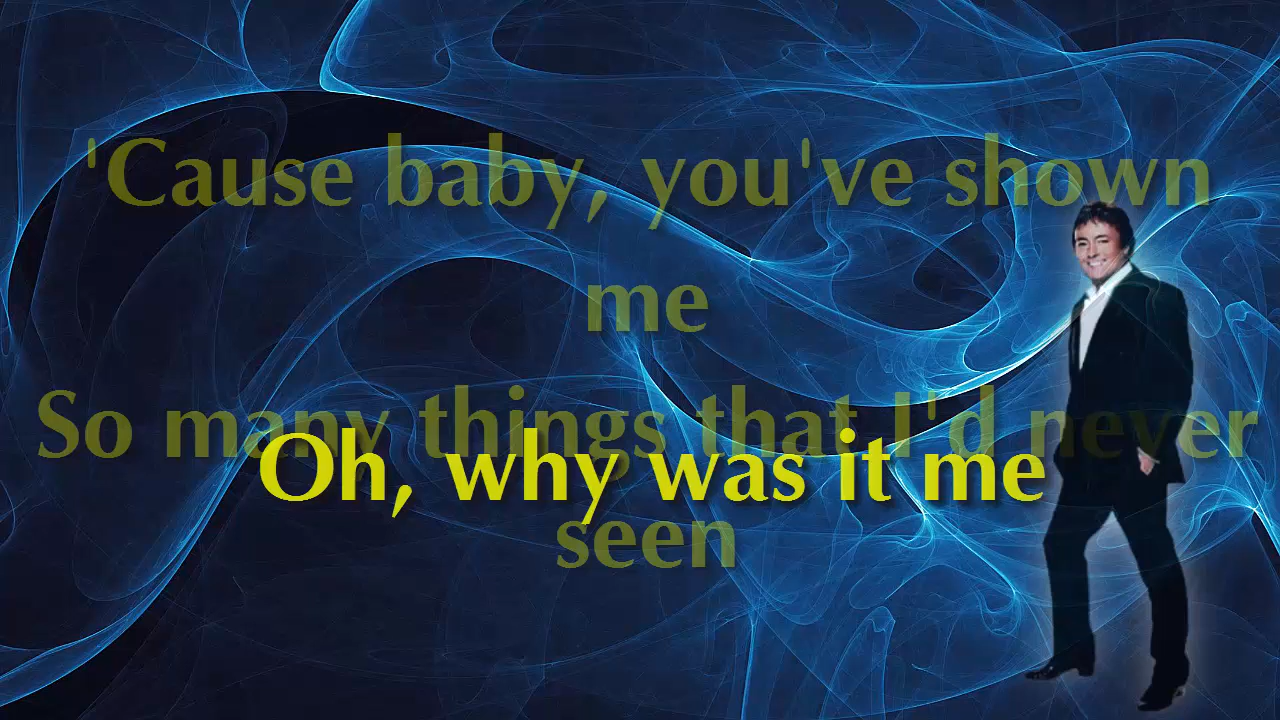 'Cause baby, you've shown
me
So many things that I'd never
Oh, why was it me
seen